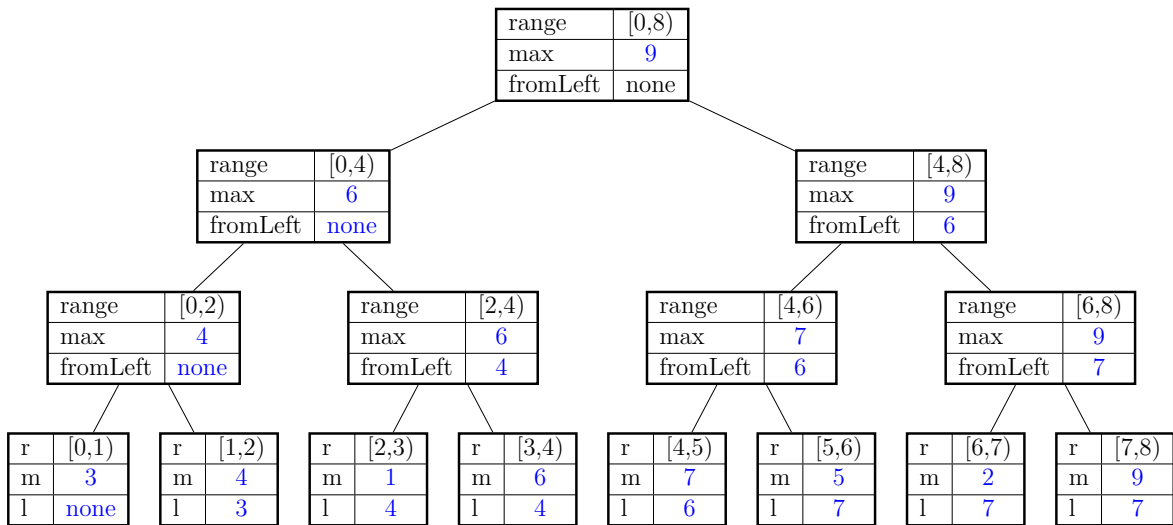 range [0,8)
max 9
fromLeft none
range [0,4)
max 6
fromLeft none
range [4,8)
max 9
fromLeft 6
range [0,2)
max 4
fromLeft none
range [2,4)
max 6
fromLeft 4
range [4,6)
max 7
fromLeft 6
range [6,8)
max 9
fromLeft 7
r [0,1)
m 3
l none
r [1,2)
m 4
l 3
r [2,3)
m 1
l 4
r [3,4)
m 6
l 4
r [4,5)
m 7
l 6
r [5,6)
m 5
l 7
r [6,7)
m 2
l 7
r [7,8)
m 9
l 7